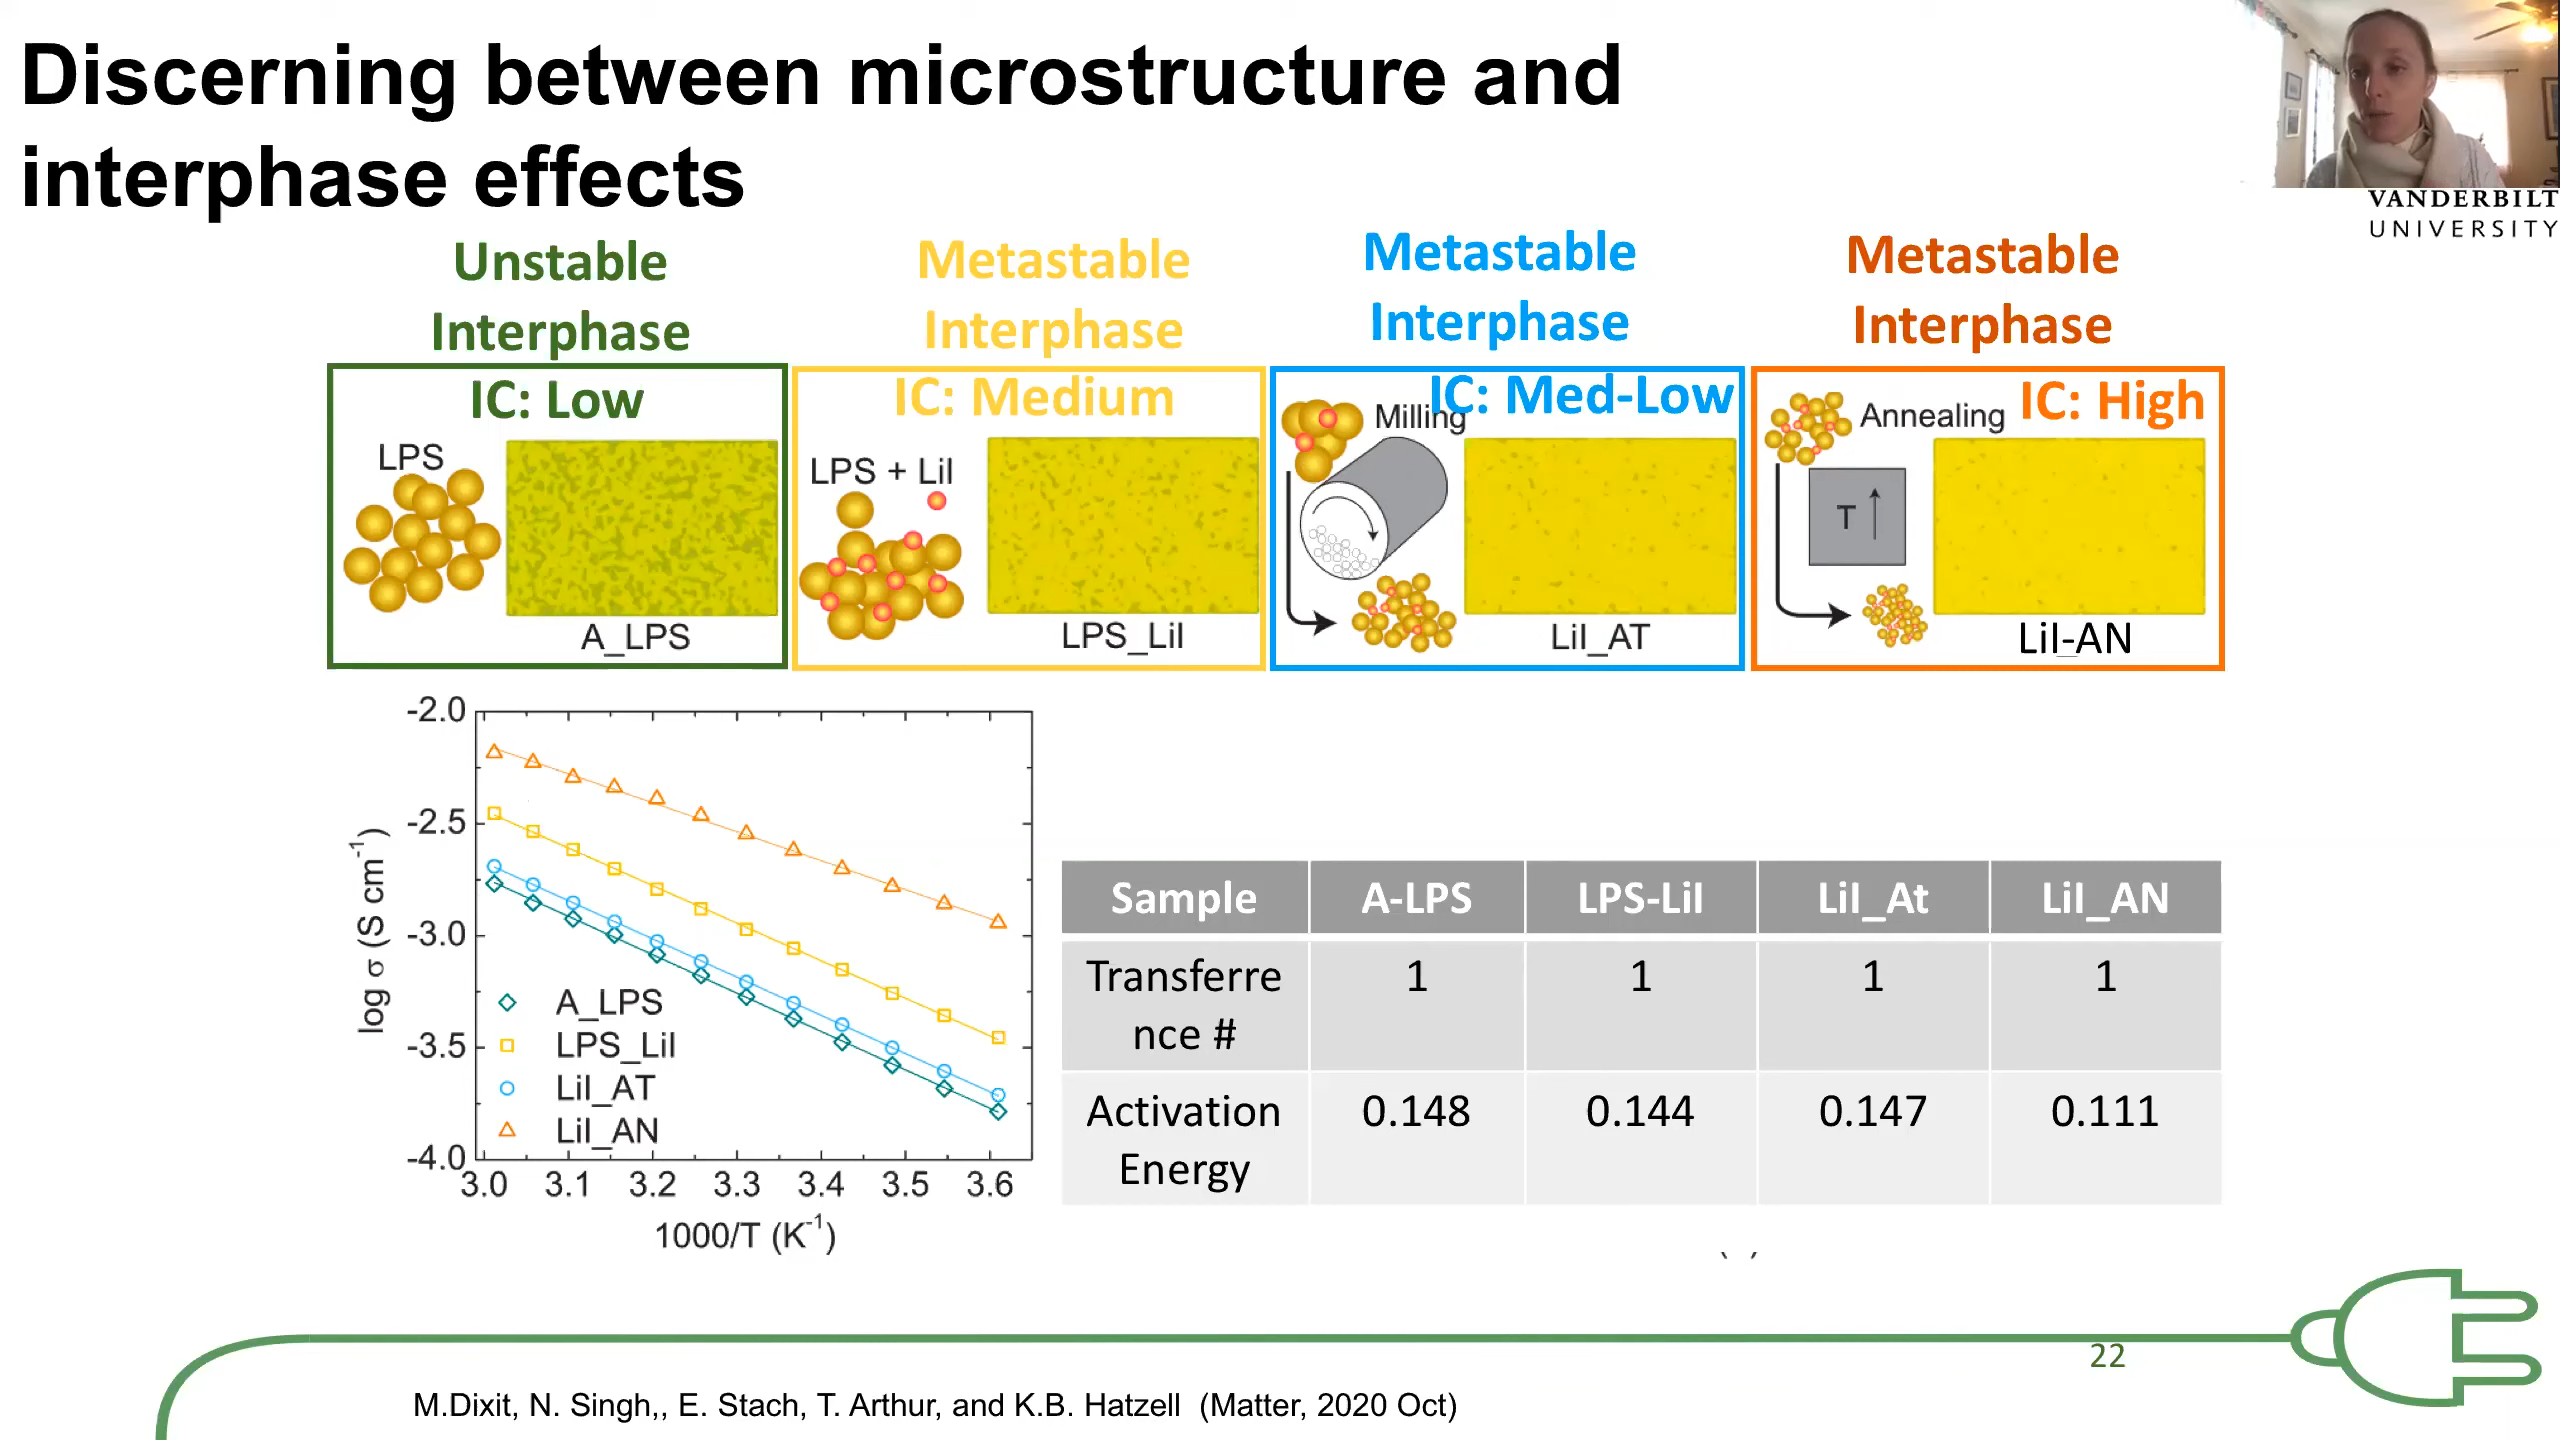 Discerning between microstructure and
interphase effects
VANDERBILT
UNIVERSITY
Unstable
Interphase
IC: Low
LPS
A_LPS
Metastable
Interphase
IC: Medium
LPS + LiI
LPS_LiI
Metastable
Interphase
IC: Med-Low
Milling
LiI_AT
Metastable
Interphase
IC: High
Annealing
T
LiI-AN
-2.0
-2.5
-3.0
-3.5
-4.0
log σ (S cm⁻¹)
A_LPS
LPS_LiI
LiI_AT
LiI_AN
3.0 3.1 3.2 3.3 3.4 3.5 3.6
1000/T (K⁻¹)
Sample A-LPS LPS-LiI LiI_At LiI_AN
Transferre
nce # 1 1 1 1
Activation
Energy 0.148 0.144 0.147 0.111
22
M.Dixit, N. Singh,, E. Stach, T. Arthur, and K.B. Hatzell (Matter, 2020 Oct)